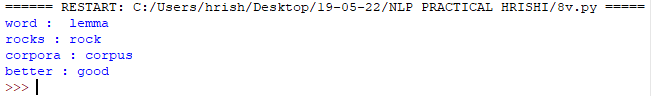 ====== RESTART: C:/Users/hrish/Desktop/19-05-22/NLP PRACTICAL HRISHI/8v.py =====
word :  lemma
rocks : rock
corpora : corpus
better : good
>>>